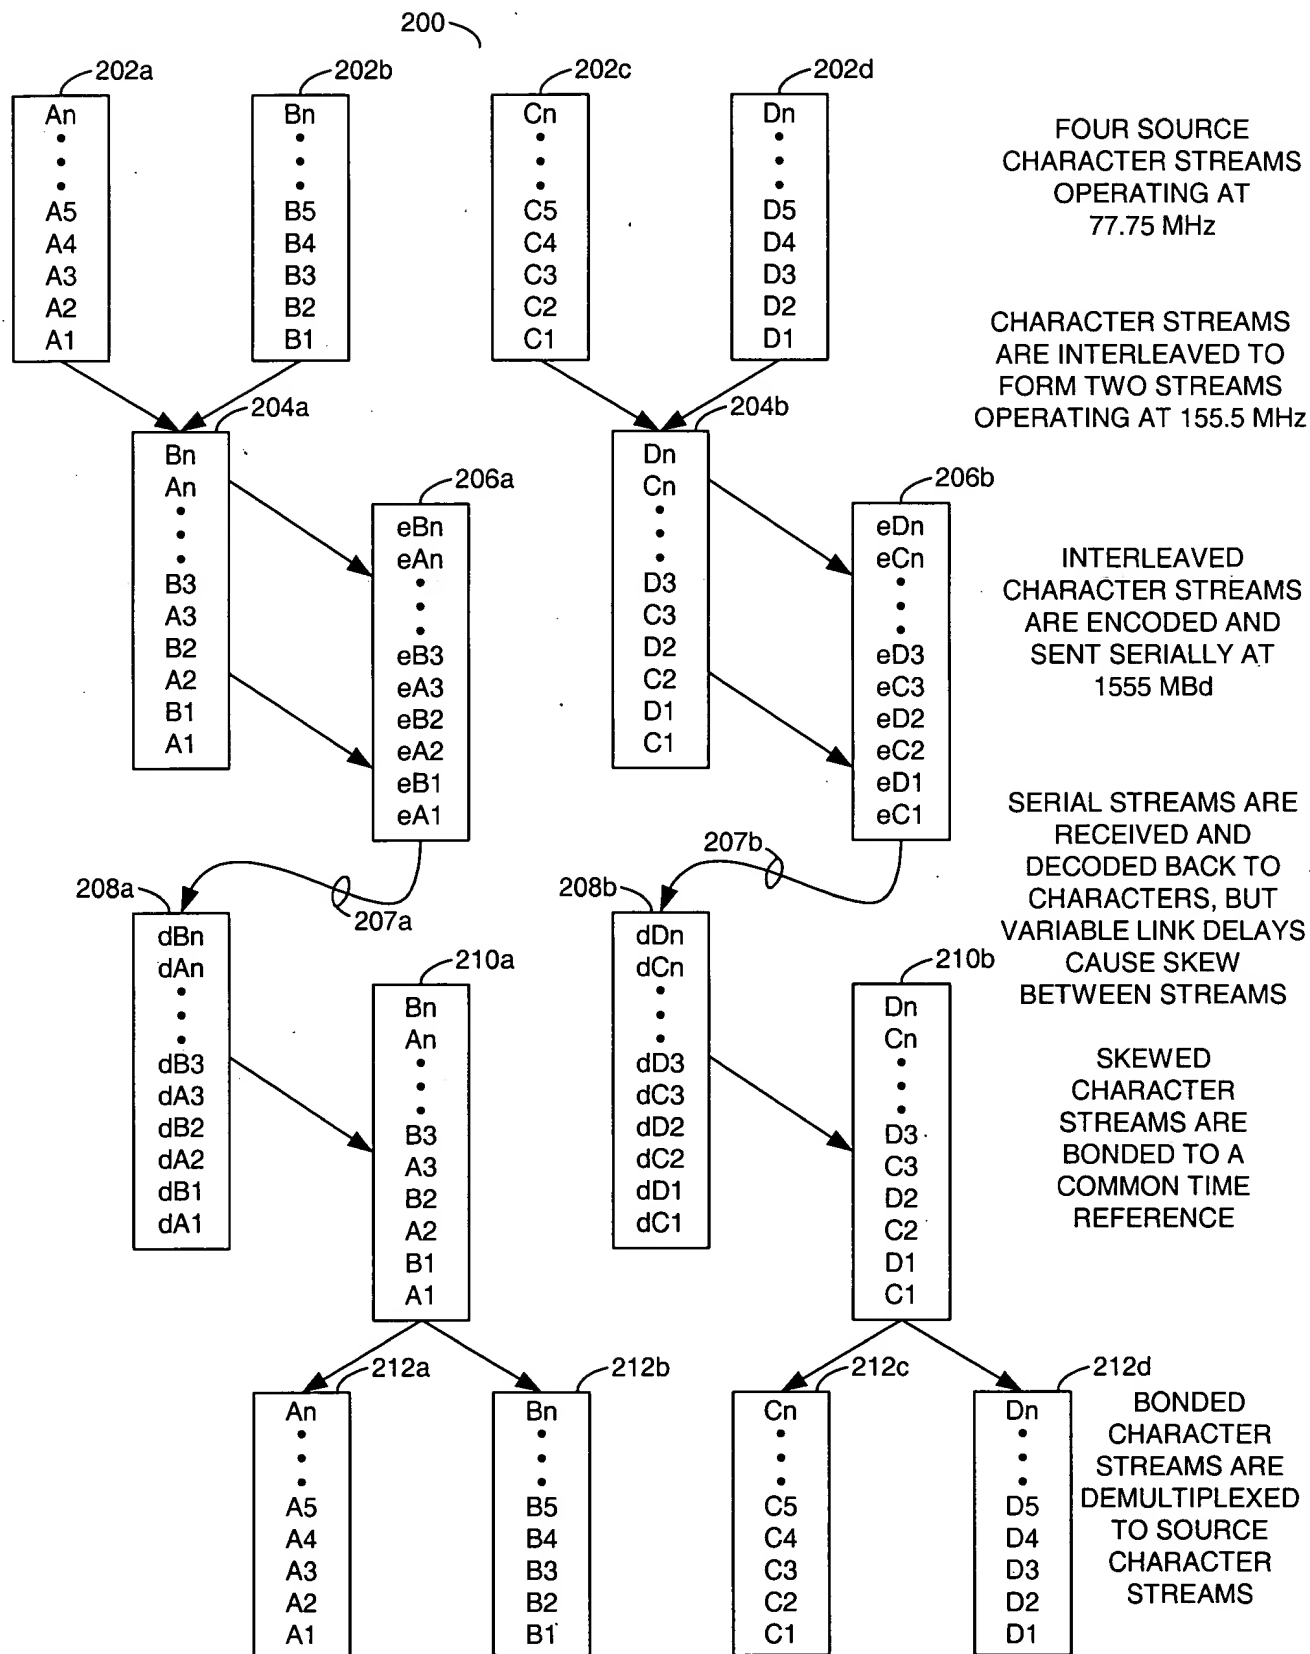 200
202a
An
A5
A4
A3
A2
A1
202b
Bn
B5
B4
B3
B2
B1
202c
Cn
C5
C4
C3
C2
C1
202d
Dn
D5
D4
D3
D2
D1
FOUR SOURCE
CHARACTER STREAMS
OPERATING AT
77.75 MHz
CHARACTER STREAMS
ARE INTERLEAVED TO
FORM TWO STREAMS
OPERATING AT 155.5 MHz
204a
Bn
An
B3
A3
B2
A2
B1
A1
206a
eBn
eAn
eB3
eA3
eB2
eA2
eB1
eA1
204b
Dn
Cn
D3
C3
D2
C2
D1
C1
206b
eDn
eCn
eD3
eC3
eD2
eC2
eD1
eC1
INTERLEAVED
CHARACTER STREAMS
ARE ENCODED AND
SENT SERIALLY AT
1555 MBd
207a
207b
208a
dBn
dAn
dB3
dA3
dB2
dA2
dB1
dA1
210a
Bn
An
B3
A3
B2
A2
B1
A1
208b
dDn
dCn
dD3
dC3
dD2
dC2
dD1
dC1
210b
Dn
Cn
D3
C3
D2
C2
D1
C1
SERIAL STREAMS ARE
RECEIVED AND
DECODED BACK TO
CHARACTERS, BUT
VARIABLE LINK DELAYS
CAUSE SKEW
BETWEEN STREAMS
SKEWED
CHARACTER
STREAMS ARE
BONDED TO A
COMMON TIME
REFERENCE
212a
An
A5
A4
A3
A2
A1
212b
Bn
B5
B4
B3
B2
B1
212c
Cn
C5
C4
C3
C2
C1
212d
Dn
D5
D4
D3
D2
D1
BONDED
CHARACTER
STREAMS ARE
DEMULTIPLEXED
TO SOURCE
CHARACTER
STREAMS